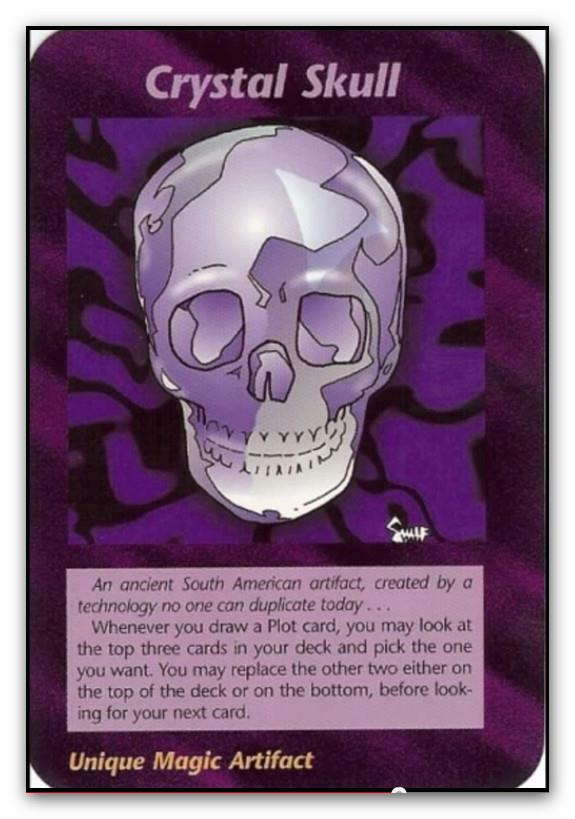 Crystal Skull
An ancient South American artifact, created by a
technology no one can duplicate today . . .
Whenever you draw a Plot card, you may look at
the top three cards in your deck and pick the one
you want. You may replace the other two either on
the top of the deck or on the bottom, before look-
ing for your next card.
Unique Magic Artifact